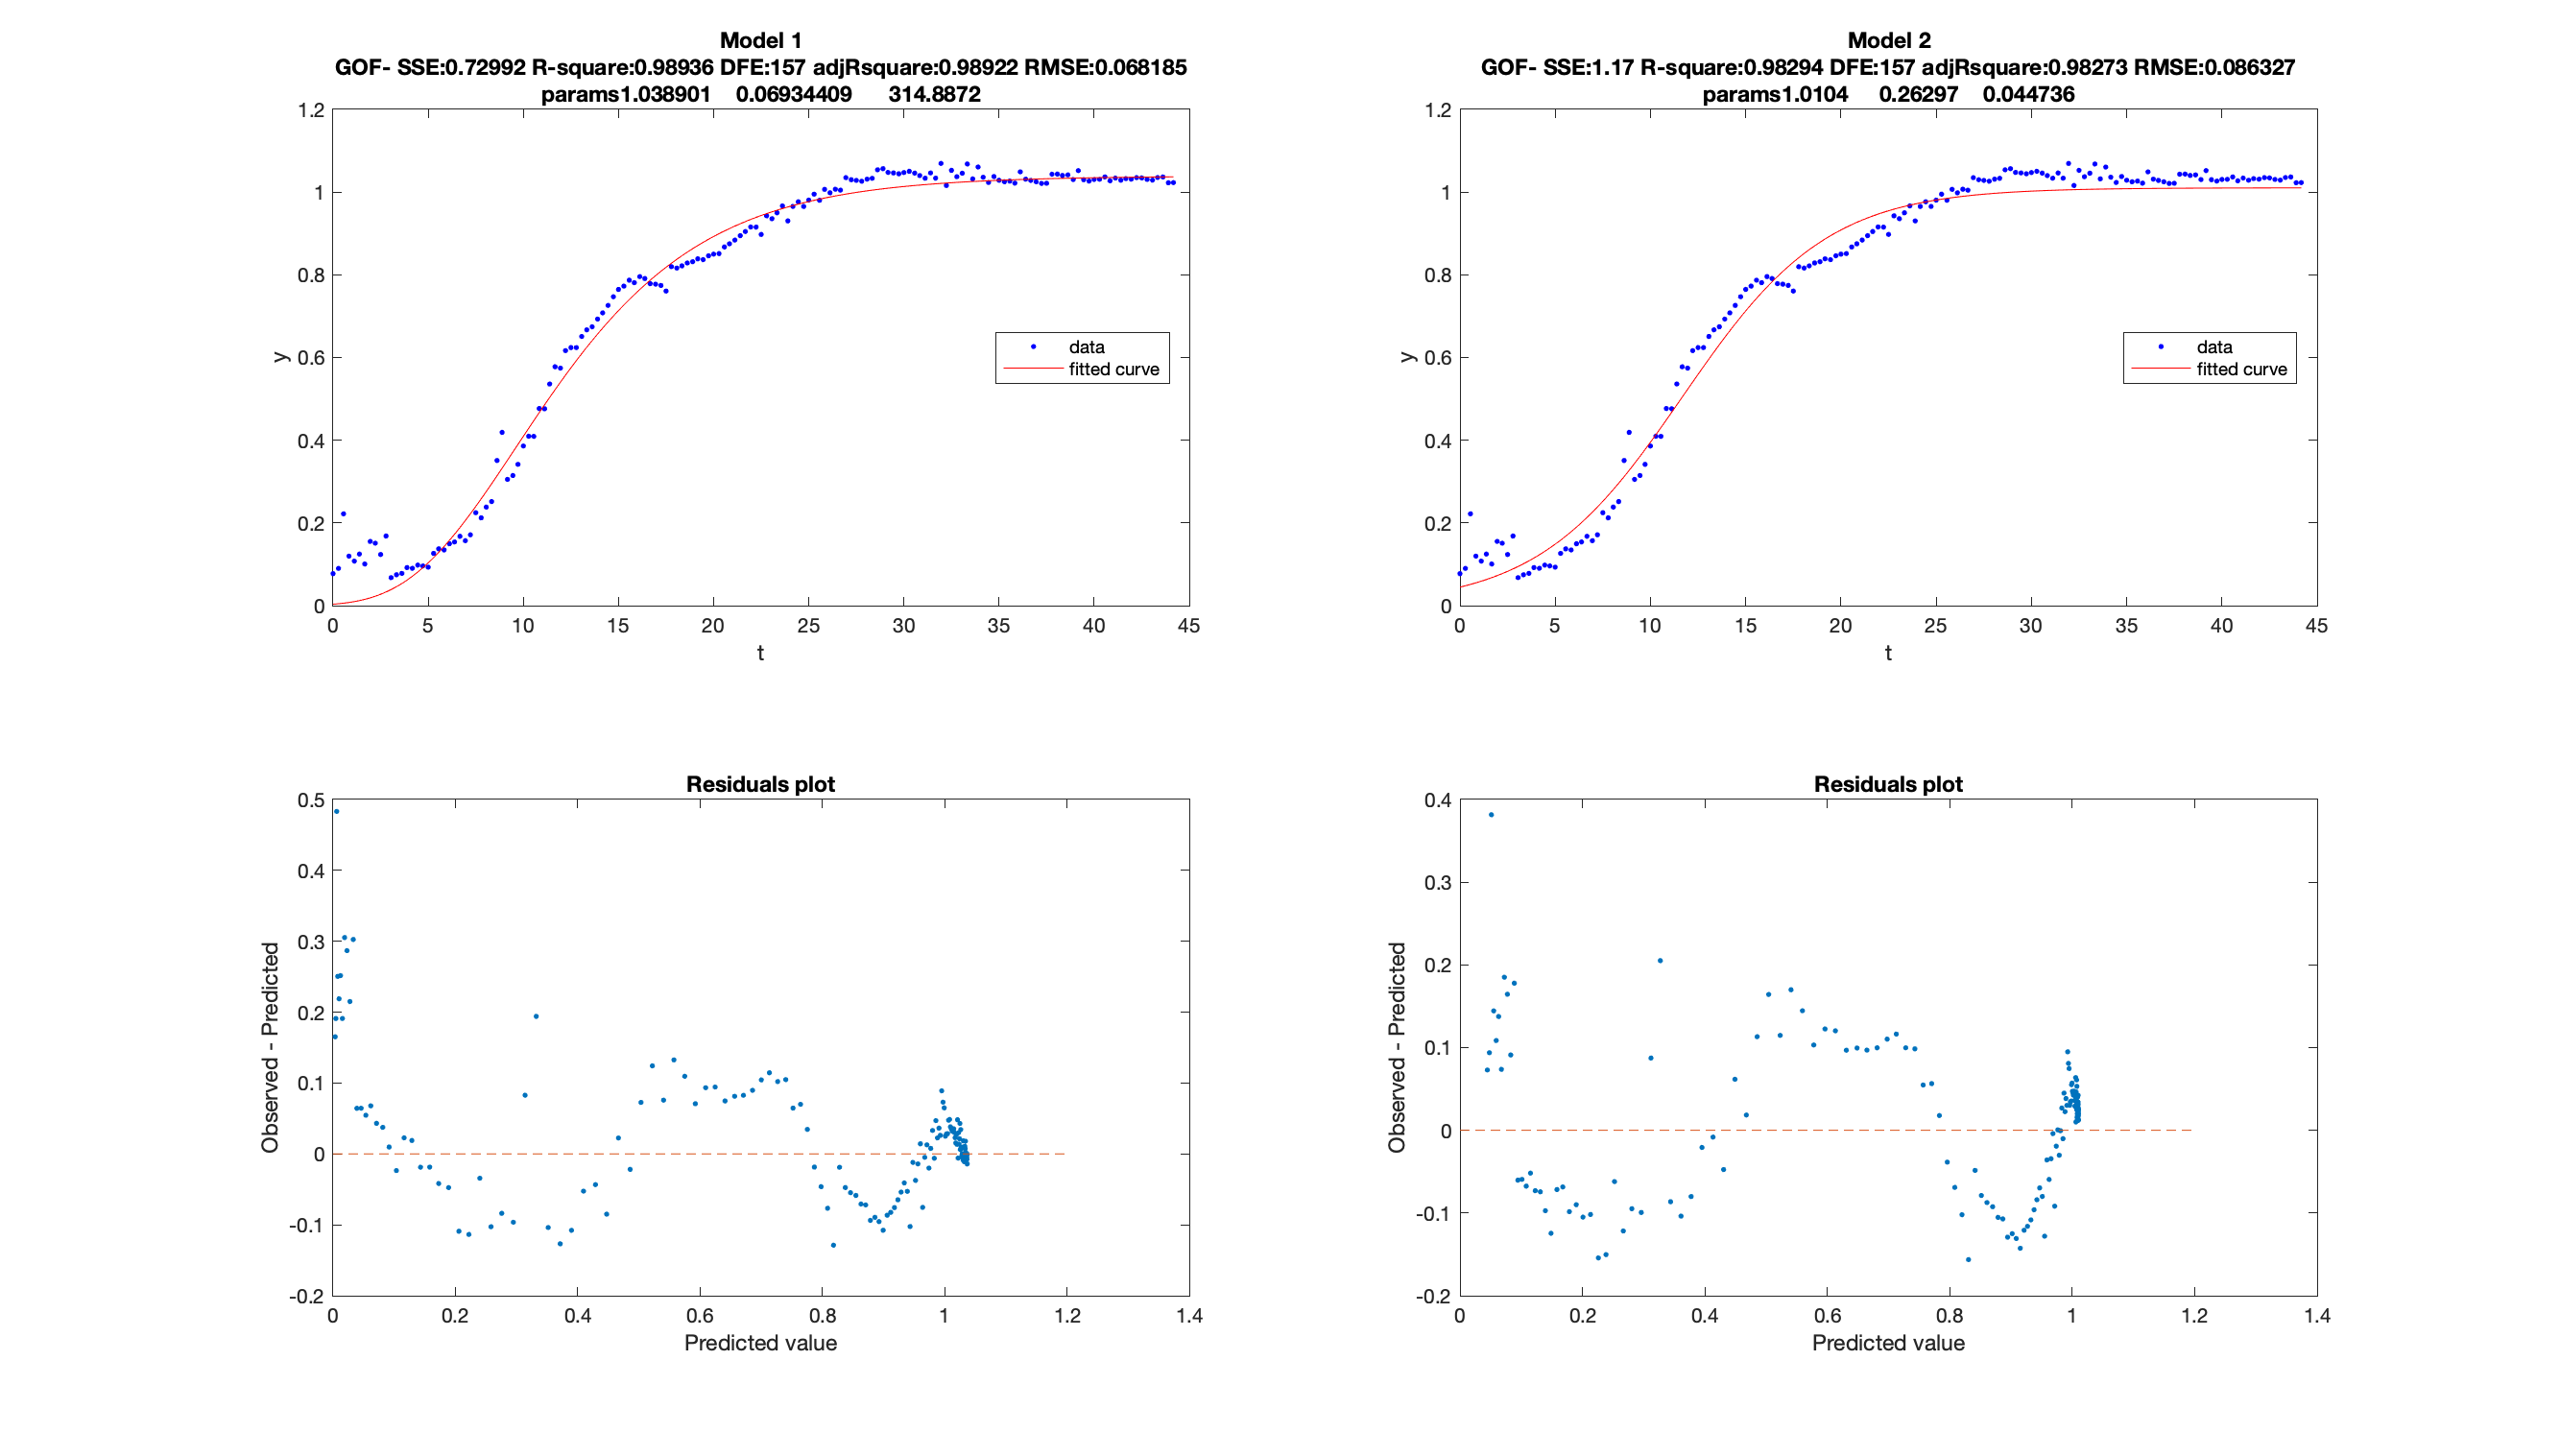 Model 1
GOF- SSE:0.72992 R-square:0.98936 DFE:157 adjRsquare:0.98922 RMSE:0.068185
params1.038901 0.06934409 314.8872
1.2
1
0.8
0.6
0.4
0.2
0
y
data
fitted curve
0 5 10 15 20 25 30 35 40 45
t
Model 2
GOF- SSE:1.17 R-square:0.98294 DFE:157 adjRsquare:0.98273 RMSE:0.086327
params1.0104 0.26297 0.044736
1.2
1
0.8
0.6
0.4
0.2
0
y
data
fitted curve
0 5 10 15 20 25 30 35 40 45
t
Residuals plot
0.5
0.4
0.3
0.2
0.1
0
-0.1
-0.2
Observed - Predicted
0 0.2 0.4 0.6 0.8 1 1.2 1.4
Predicted value
Residuals plot
0.4
0.3
0.2
0.1
0
-0.1
-0.2
Observed - Predicted
0 0.2 0.4 0.6 0.8 1 1.2 1.4
Predicted value